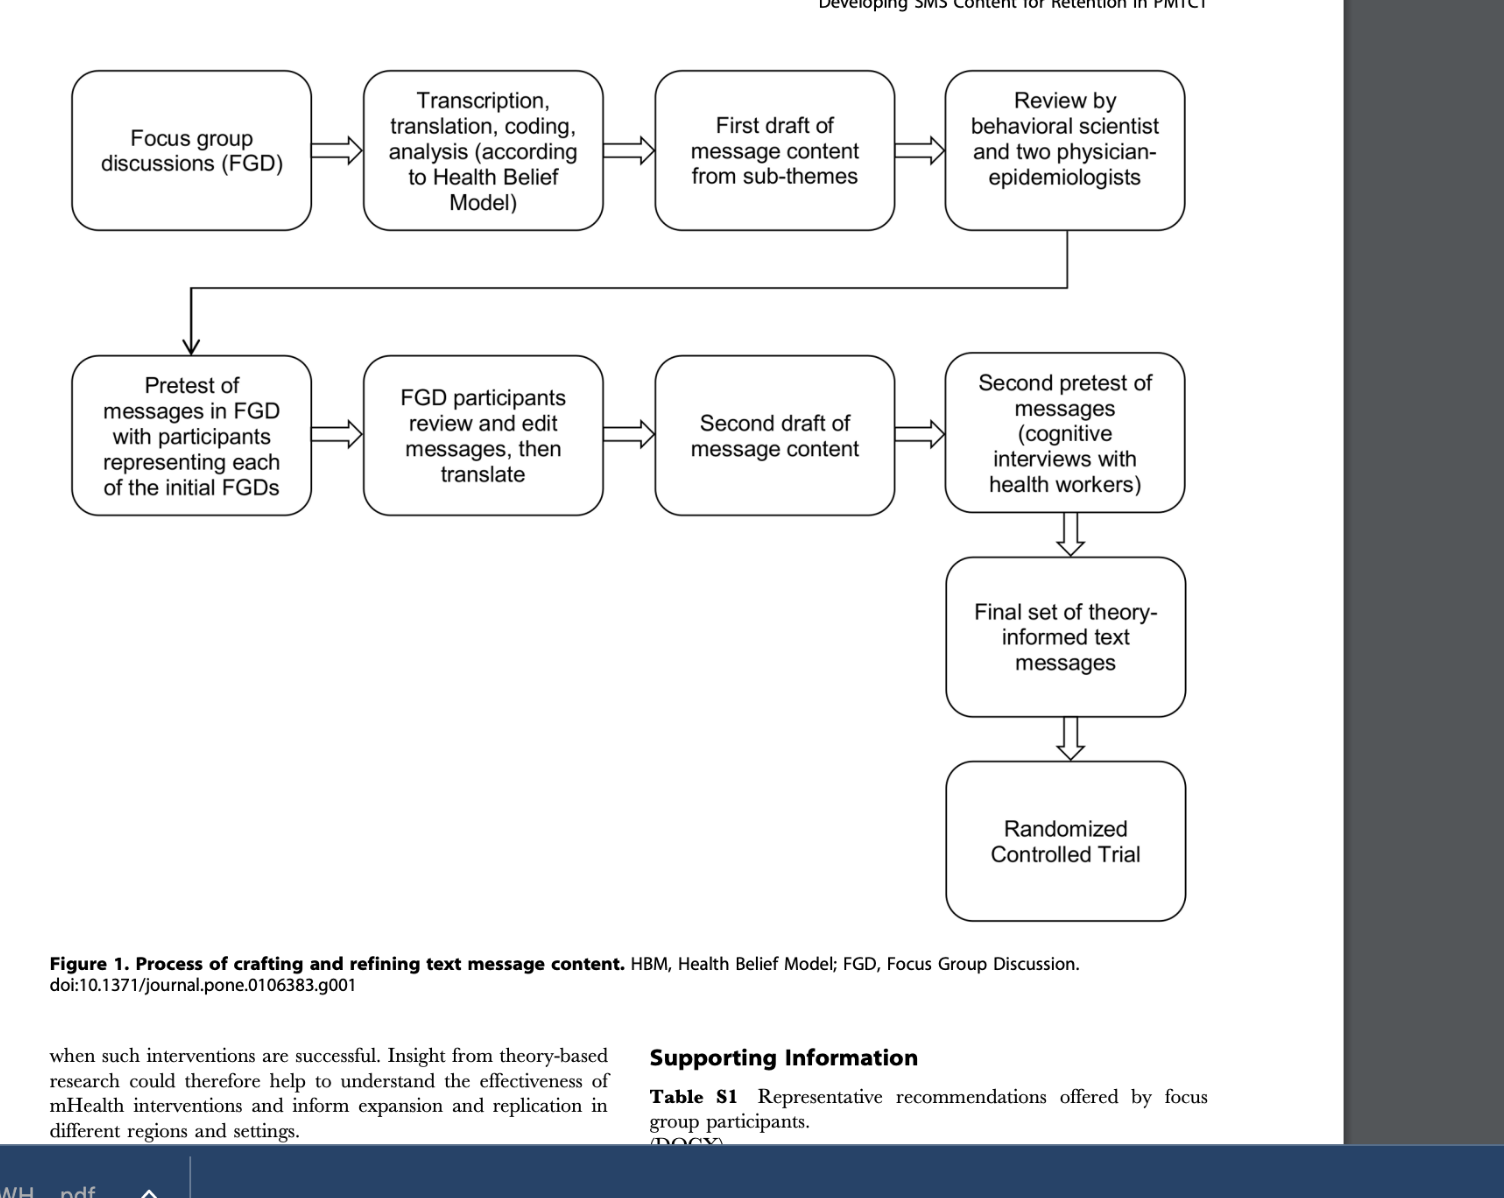 Developing SMS Content for Retention in PMTCT
Focus group
discussions (FGD)
Transcription,
translation, coding,
analysis (according
to Health Belief
Model)
First draft of
message content
from sub-themes
Review by
behavioral scientist
and two physician-
epidemiologists
Pretest of
messages in FGD
with participants
representing each
of the initial FGDs
FGD participants
review and edit
messages, then
translate
Second draft of
message content
Second pretest of
messages
(cognitive
interviews with
health workers)
Final set of theory-
informed text
messages
Randomized
Controlled Trial
Figure 1. Process of crafting and refining text message content. HBM, Health Belief Model; FGD, Focus Group Discussion.
doi:10.1371/journal.pone.0106383.g001
when such interventions are successful. Insight from theory-based
research could therefore help to understand the effectiveness of
mHealth interventions and inform expansion and replication in
different regions and settings.
Supporting Information
Table S1 Representative recommendations offered by focus
group participants.
(DOCX)
WH....pdf